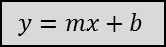 y = mx + b